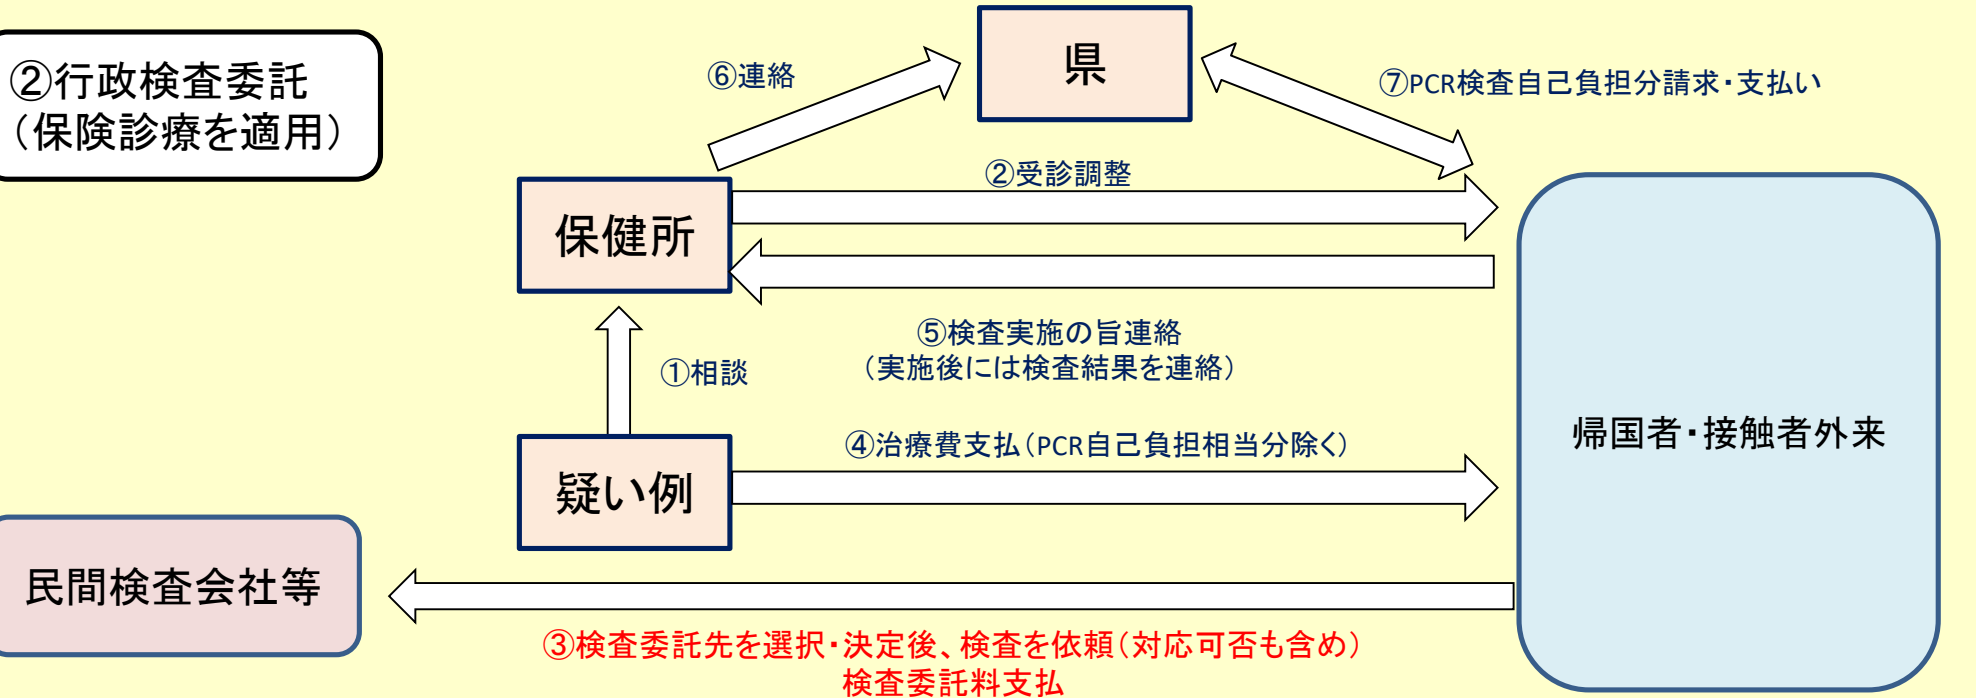 ②行政検査委託
（保険診療を適用）
県
⑥連絡
⑦PCR検査自己負担分請求・支払い
②受診調整
保健所
⑤検査実施の旨連絡
（実施後には検査結果を連絡）
①相談
帰国者・接触者外来
④治療費支払（PCR自己負担相当分除く）
疑い例
民間検査会社等
③検査委託先を選択・決定後、検査を依頼（対応可否も含め）
検査委託料支払